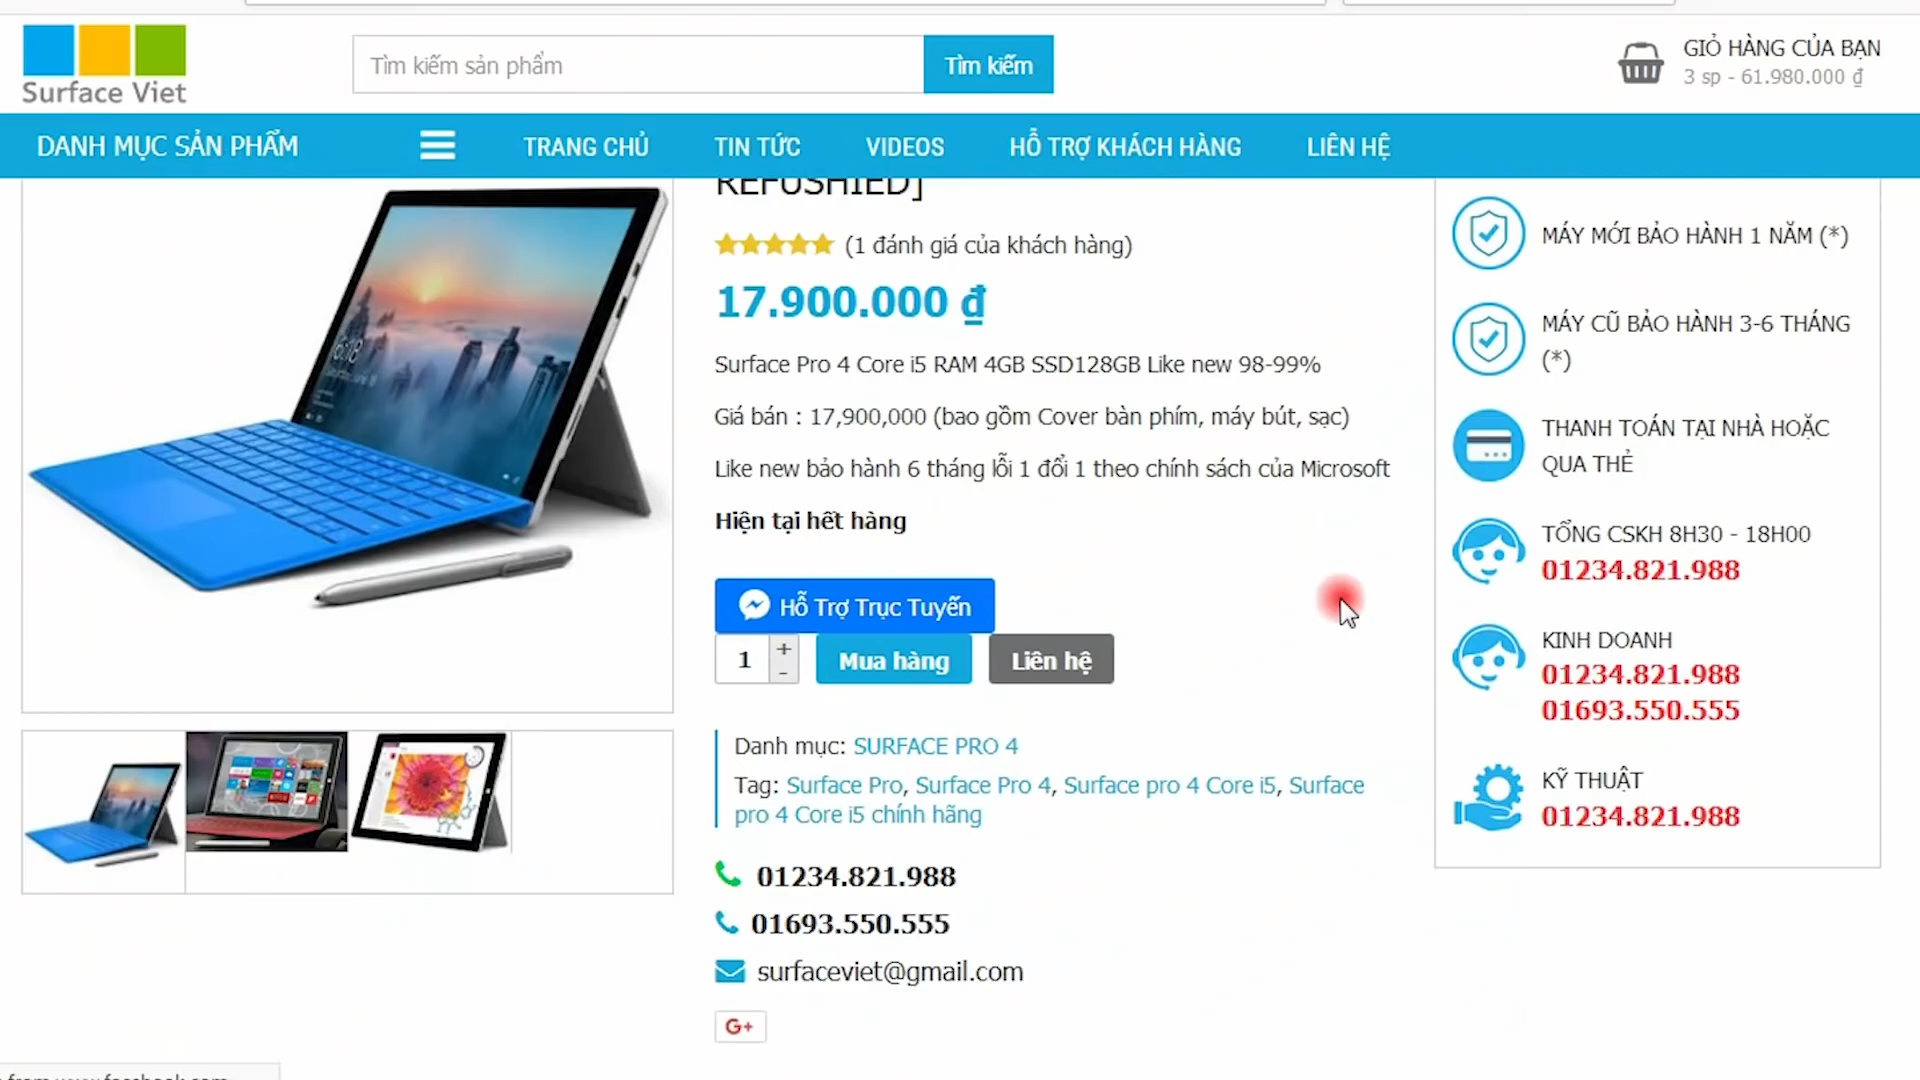 Surface Viet
Tìm kiếm sản phẩm
Tìm kiếm
GIỎ HÀNG CỦA BẠN
3 sp - 61.980.000 ₫
DANH MỤC SẢN PHẨM
TRANG CHỦ
TIN TỨC
VIDEOS
HỖ TRỢ KHÁCH HÀNG
LIÊN HỆ
REFUSHIED]
(1 đánh giá của khách hàng)
17.900.000 ₫
Surface Pro 4 Core i5 RAM 4GB SSD128GB Like new 98-99%
Giá bán : 17,900,000 (bao gồm Cover bàn phím, máy bút, sạc)
Like new bảo hành 6 tháng lỗi 1 đổi 1 theo chính sách của Microsoft
Hiện tại hết hàng
Hỗ Trợ Trực Tuyến
1
+
-
Mua hàng
Liên hệ
Danh mục: SURFACE PRO 4
Tag: Surface Pro, Surface Pro 4, Surface pro 4 Core i5, Surface
pro 4 Core i5 chính hãng
01234.821.988
01693.550.555
surfaceviet@gmail.com
G+
MÁY MỚI BẢO HÀNH 1 NĂM (*)
MÁY CŨ BẢO HÀNH 3-6 THÁNG
(*)
THANH TOÁN TẠI NHÀ HOẶC
QUA THẺ
TỔNG CSKH 8H30 - 18H00
01234.821.988
KINH DOANH
01234.821.988
01693.550.555
KỸ THUẬT
01234.821.988
from www.facebook.com